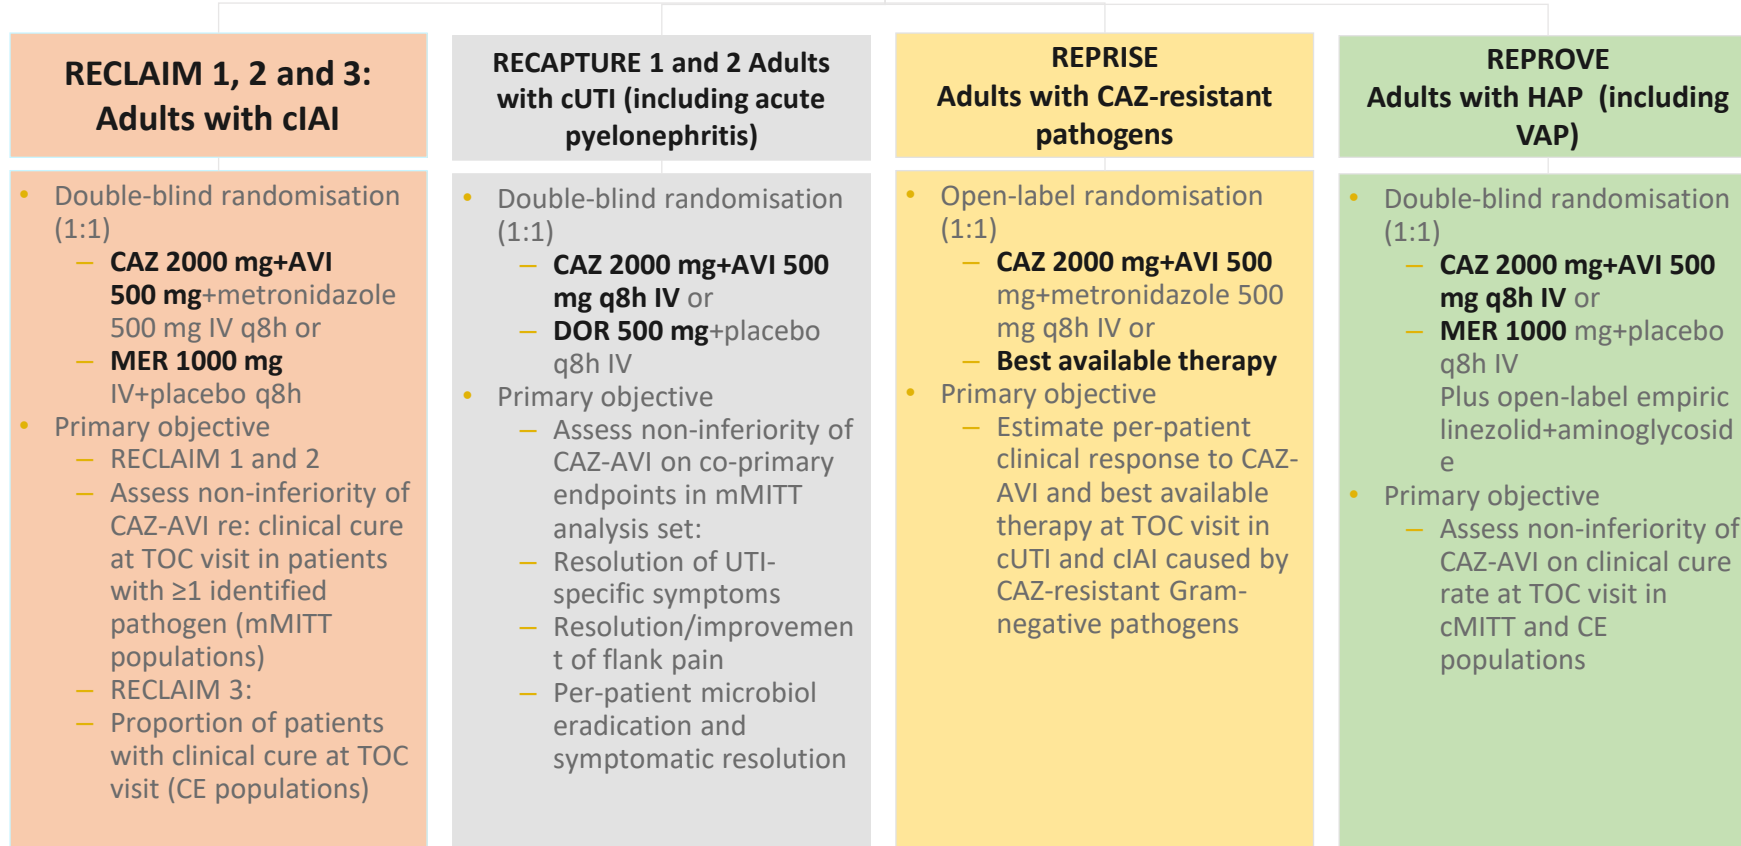 RECLAIM 1, 2 and 3:
Adults with cIAI
• Double-blind randomisation
(1:1)
– CAZ 2000 mg+AVI
500 mg+metronidazole
500 mg IV q8h or
– MER 1000 mg
IV+placebo q8h
• Primary objective
– RECLAIM 1 and 2
– Assess non-inferiority of
CAZ-AVI re: clinical cure
at TOC visit in patients
with ≥1 identified
pathogen (mMITT
populations)
– RECLAIM 3:
– Proportion of patients
with clinical cure at TOC
visit (CE populations)
RECAPTURE 1 and 2 Adults
with cUTI (including acute
pyelonephritis)
• Double-blind randomisation
(1:1)
– CAZ 2000 mg+AVI 500
mg q8h IV or
– DOR 500 mg+placebo
q8h IV
• Primary objective
– Assess non-inferiority of
CAZ-AVI on co-primary
endpoints in mMITT
analysis set:
– Resolution of UTI-
specific symptoms
– Resolution/improvemen
t of flank pain
– Per-patient microbiol
eradication and
symptomatic resolution
REPRISE
Adults with CAZ-resistant
pathogens
• Open-label randomisation
(1:1)
– CAZ 2000 mg+AVI 500
mg+metronidazole 500
mg q8h IV or
– Best available therapy
• Primary objective
– Estimate per-patient
clinical response to CAZ-
AVI and best available
therapy at TOC visit in
cUTI and cIAI caused by
CAZ-resistant Gram-
negative pathogens
REPROVE
Adults with HAP (including
VAP)
• Double-blind randomisation
(1:1)
– CAZ 2000 mg+AVI 500
mg q8h IV or
– MER 1000 mg+placebo
q8h IV
Plus open-label empiric
linezolid+aminoglycosid
e
• Primary objective
– Assess non-inferiority of
CAZ-AVI on clinical cure
rate at TOC visit in
cMITT and CE
populations